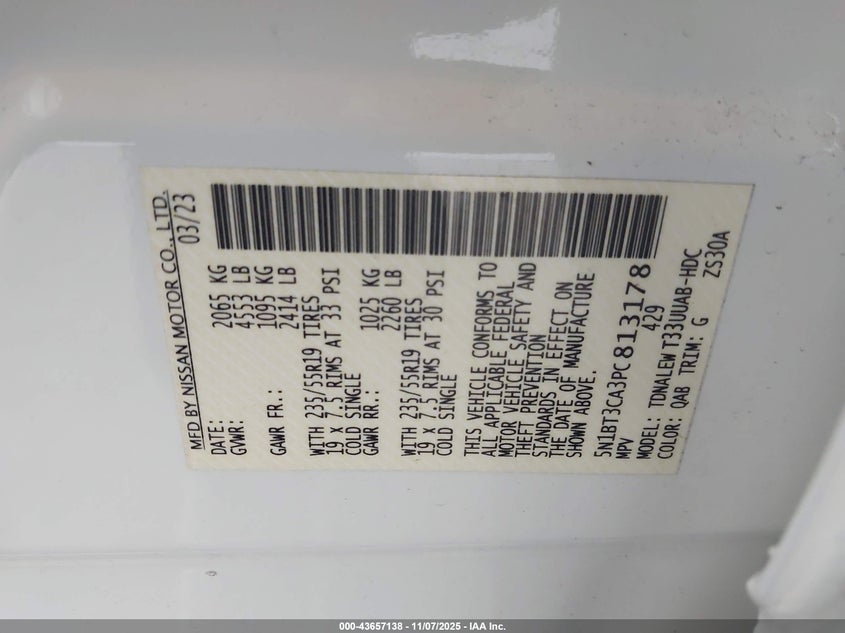 MFD BY NISSAN MOTOR CO., LTD.
DATE: 03/23
GVWR: 2065 KG
4553 LB
GAWR FR.: 1095 KG
2414 LB
WITH 235/55R19 TIRES
19 X 7.5 RIMS AT 33 PSI
COLD SINGLE
GAWR RR.: 1025 KG
2260 LB
WITH 235/55R19 TIRES
19 X 7.5 RIMS AT 30 PSI
COLD SINGLE
THIS VEHICLE CONFORMS TO
ALL APPLICABLE FEDERAL
MOTOR VEHICLE SAFETY AND
THEFT PREVENTION
STANDARDS IN EFFECT ON
THE DATE OF MANUFACTURE
SHOWN ABOVE.
5N1BT3CA3PC813178
MPV 429
MODEL: TDNALEWT33UUAB-HDC
COLOR: QAB TRIM: G ZS30A
000-43657138 - 11/07/2025 - IAA Inc.